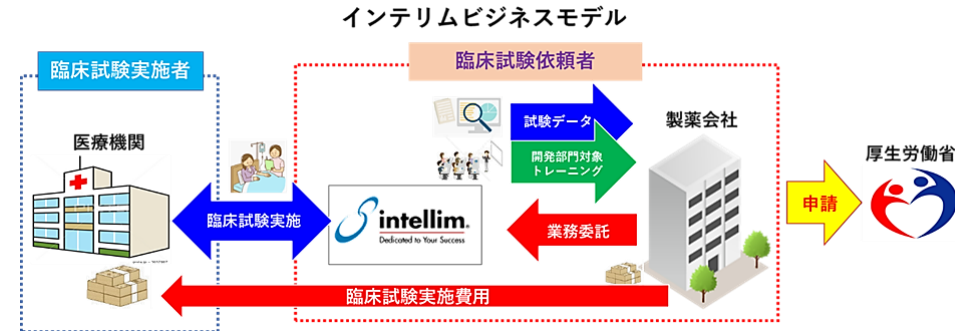 インテリムビジネスモデル
臨床試験実施者
臨床試験依頼者
医療機関
試験データ
製薬会社
開発部門対象
トレーニング
厚生労働省
臨床試験実施
intellim®
Dedicated to Your Success
業務委託
申請
臨床試験実施費用